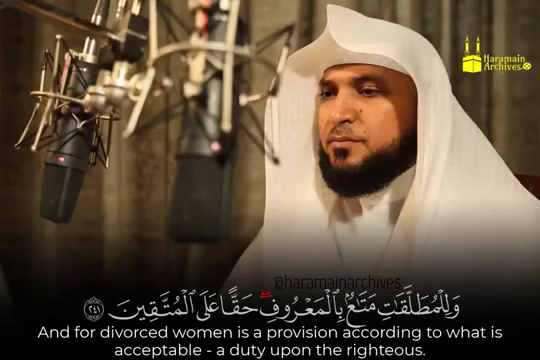 Haramain
Archives
@haramainarchives
وَلِلْمُطَلَّقَٰتِ مَتَٰعٌۢ بِٱلْمَعْرُوفِ ۖ حَقًّا عَلَى ٱلْمُتَّقِينَ ٢٤١
And for divorced women is a provision according to what is
acceptable - a duty upon the righteous.